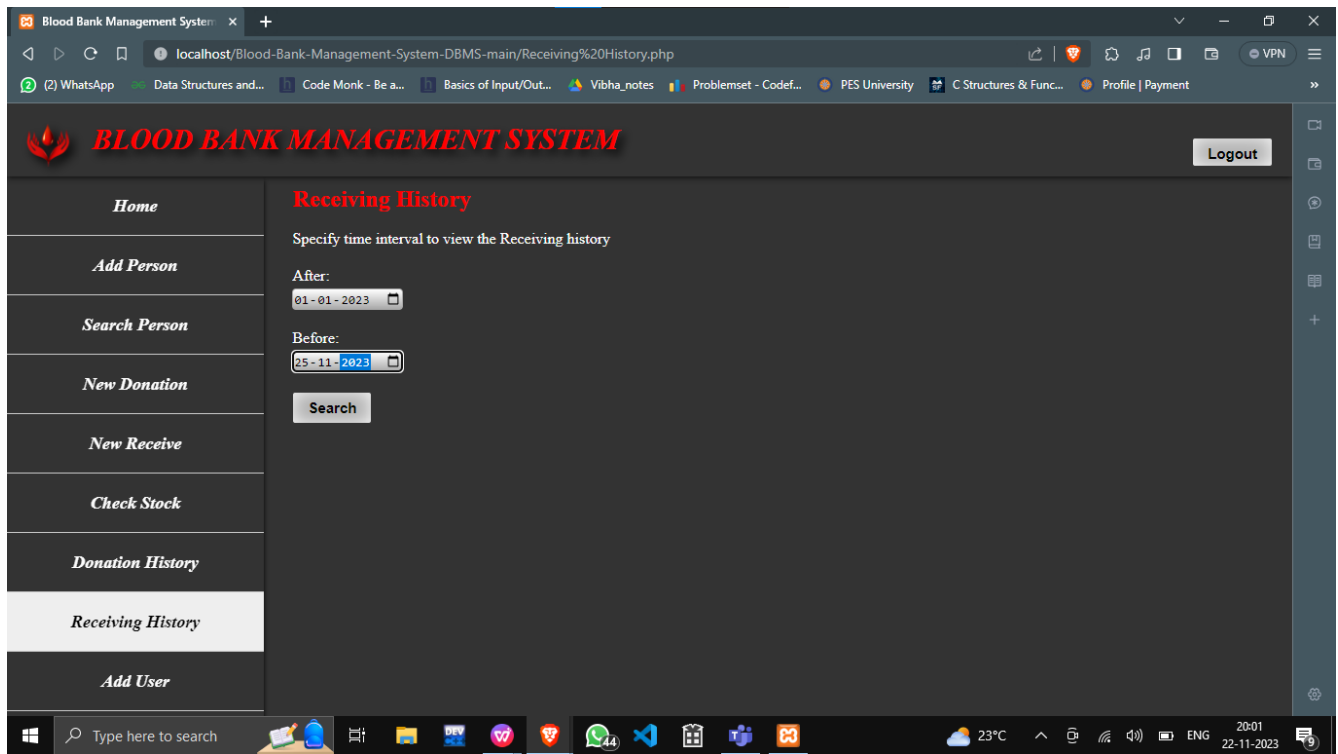 Blood Bank Management System
localhost/Blood-Bank-Management-System-DBMS-main/Receiving%20History.php
VPN
(2) WhatsApp
Data Structures and...
Code Monk - Be a...
Basics of Input/Out...
Vibha_notes
Problemset - Codef...
PES University
C Structures & Func...
Profile | Payment
BLOOD BANK MANAGEMENT SYSTEM
Logout
Home
Add Person
Search Person
New Donation
New Receive
Check Stock
Donation History
Receiving History
Add User
Receiving History
Specify time interval to view the Receiving history
After:
01-01-2023
Before:
25-11-2023
Search
Type here to search
DEV
44
23°C
ENG
20:01
22-11-2023
9